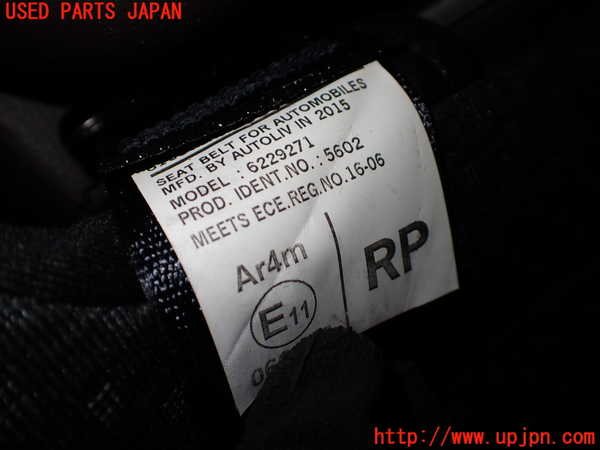 USED PARTS JAPAN
SEAT BELT FOR AUTOMOBILES
MFD. BY AUTOLIV IN 2015
MODEL : 6229271
PROD. IDENT.NO.:5602
MEETS ECE.REG.NO.16-06
Ar4m
RP
E11
http://www.upjpn.com/